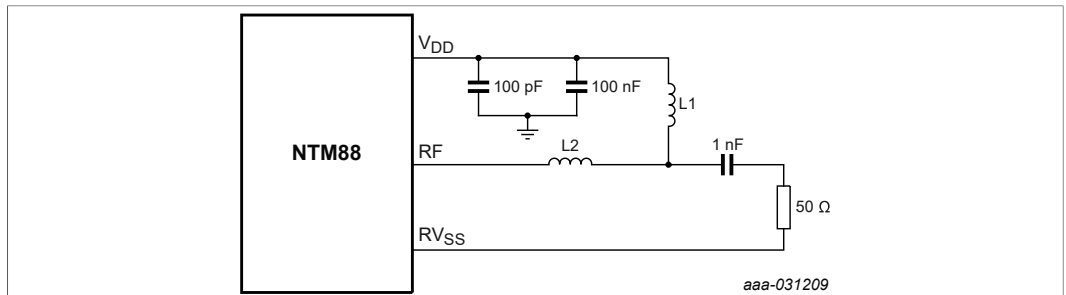 VDD
100 pF
100 nF
L1
NTM88
RF
L2
1 nF
50 Ω
RVSS
aaa-031209